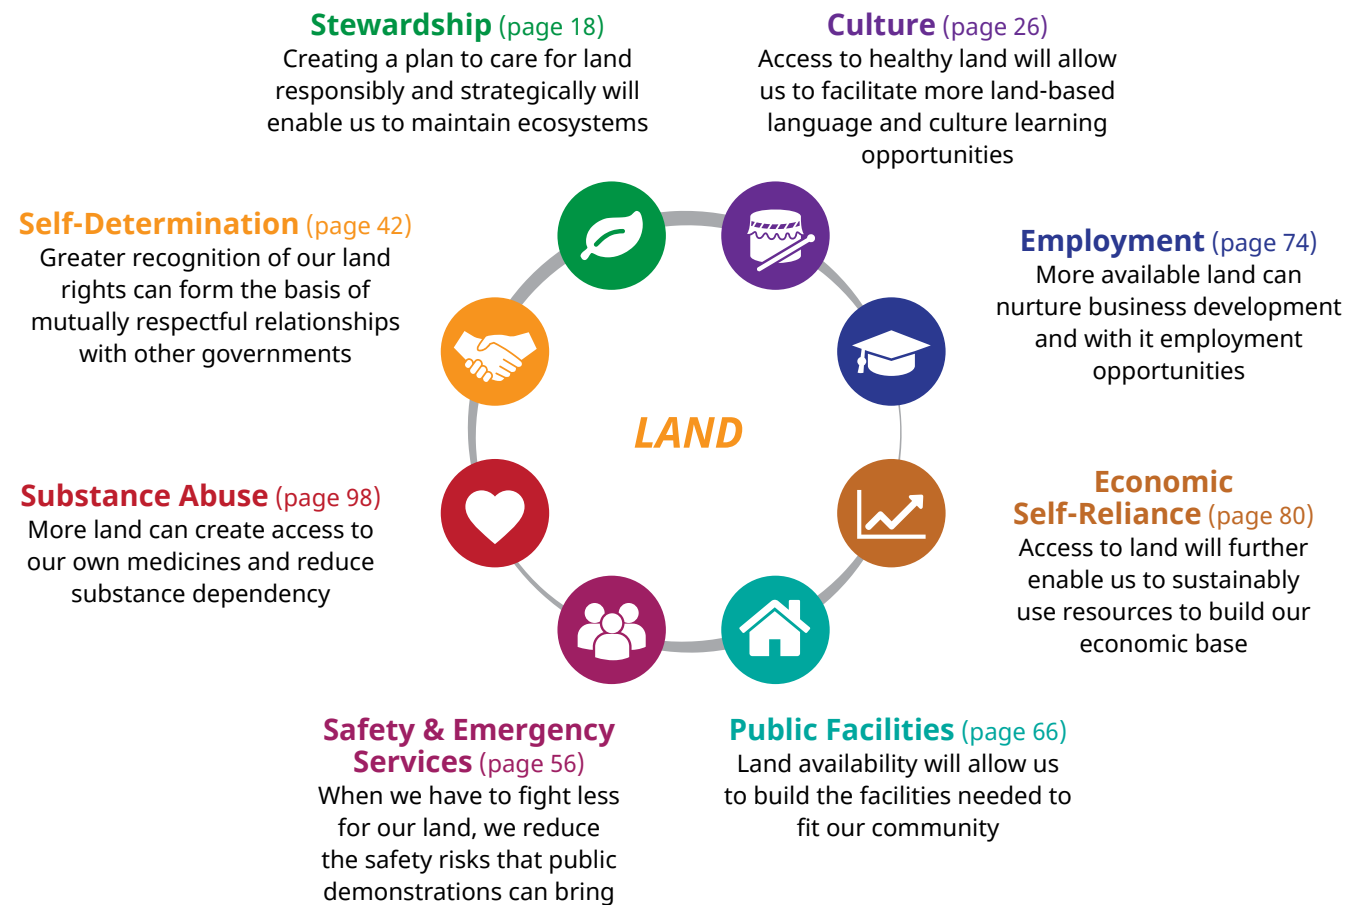 Stewardship (page 18)
Creating a plan to care for land
responsibly and strategically will
enable us to maintain ecosystems
Culture (page 26)
Access to healthy land will allow
us to facilitate more land-based
language and culture learning
opportunities
Self-Determination (page 42)
Greater recognition of our land
rights can form the basis of
mutually respectful relationships
with other governments
Employment (page 74)
More available land can
nurture business development
and with it employment
opportunities
LAND
Substance Abuse (page 98)
More land can create access to
our own medicines and reduce
substance dependency
Economic
Self-Reliance (page 80)
Access to land will further
enable us to sustainably
use resources to build our
economic base
Safety & Emergency
Services (page 56)
When we have to fight less
for our land, we reduce
the safety risks that public
demonstrations can bring
Public Facilities (page 66)
Land availability will allow us
to build the facilities needed to
fit our community